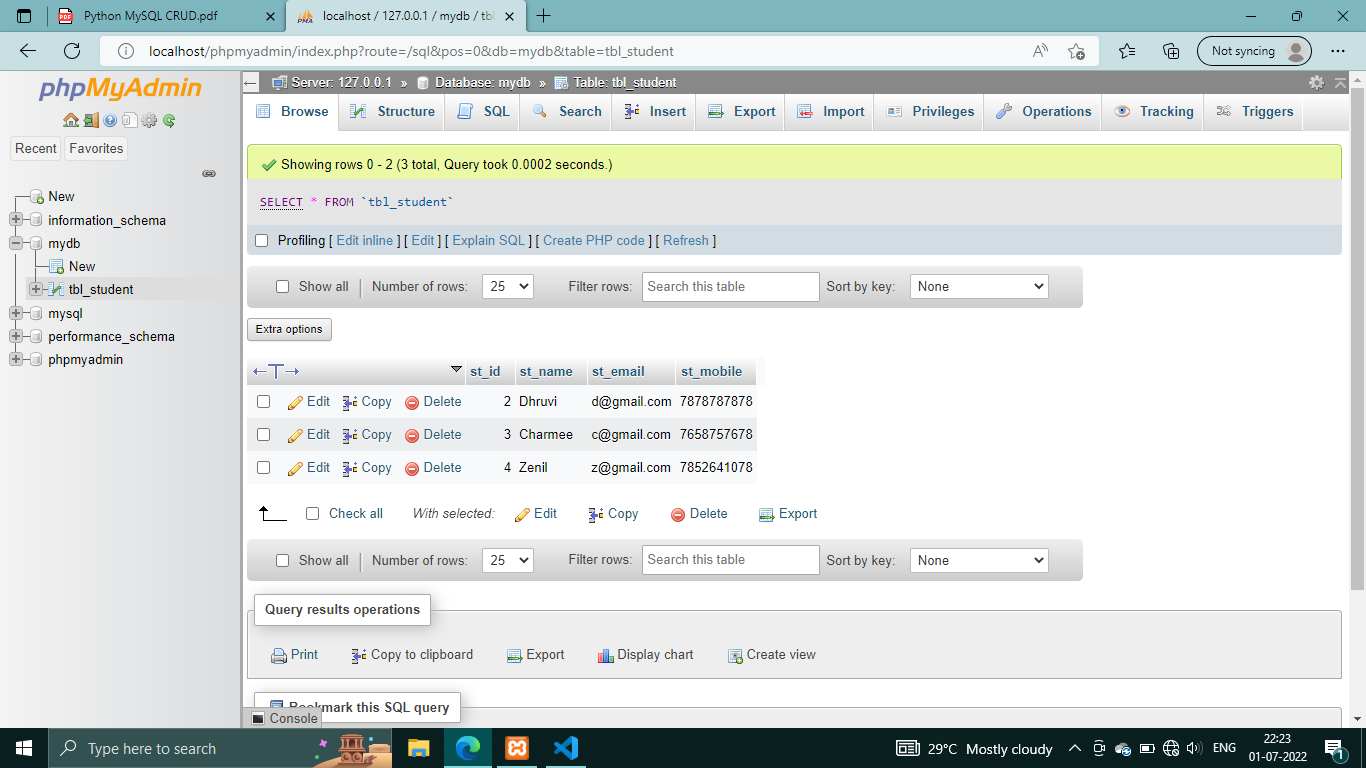 Python MySQL CRUD.pdf
localhost / 127.0.0.1 / mydb / tbl
localhost/phpmyadmin/index.php?route=/sql&pos=0&db=mydb&table=tbl_student
Not syncing
phpMyAdmin
Recent Favorites
New
information_schema
mydb
New
tbl_student
mysql
performance_schema
phpmyadmin
Server: 127.0.0.1 » Database: mydb » Table: tbl_student
Browse Structure SQL Search Insert Export Import Privileges Operations Tracking Triggers
Showing rows 0 - 2 (3 total, Query took 0.0002 seconds.)
SELECT * FROM `tbl_student`
Profiling [ Edit inline ] [ Edit ] [ Explain SQL ] [ Create PHP code ] [ Refresh ]
Show all Number of rows: 25 Filter rows: Search this table Sort by key: None
Extra options
←T→ st_id st_name st_email st_mobile
Edit Copy Delete 2 Dhruvi d@gmail.com 7878787878
Edit Copy Delete 3 Charmee c@gmail.com 7658757678
Edit Copy Delete 4 Zenil z@gmail.com 7852641078
Check all With selected: Edit Copy Delete Export
Show all Number of rows: 25 Filter rows: Search this table Sort by key: None
Query results operations
Print Copy to clipboard Export Display chart Create view
Bookmark this SQL query
Console
Type here to search
29°C Mostly cloudy
ENG
22:23
01-07-2022
1